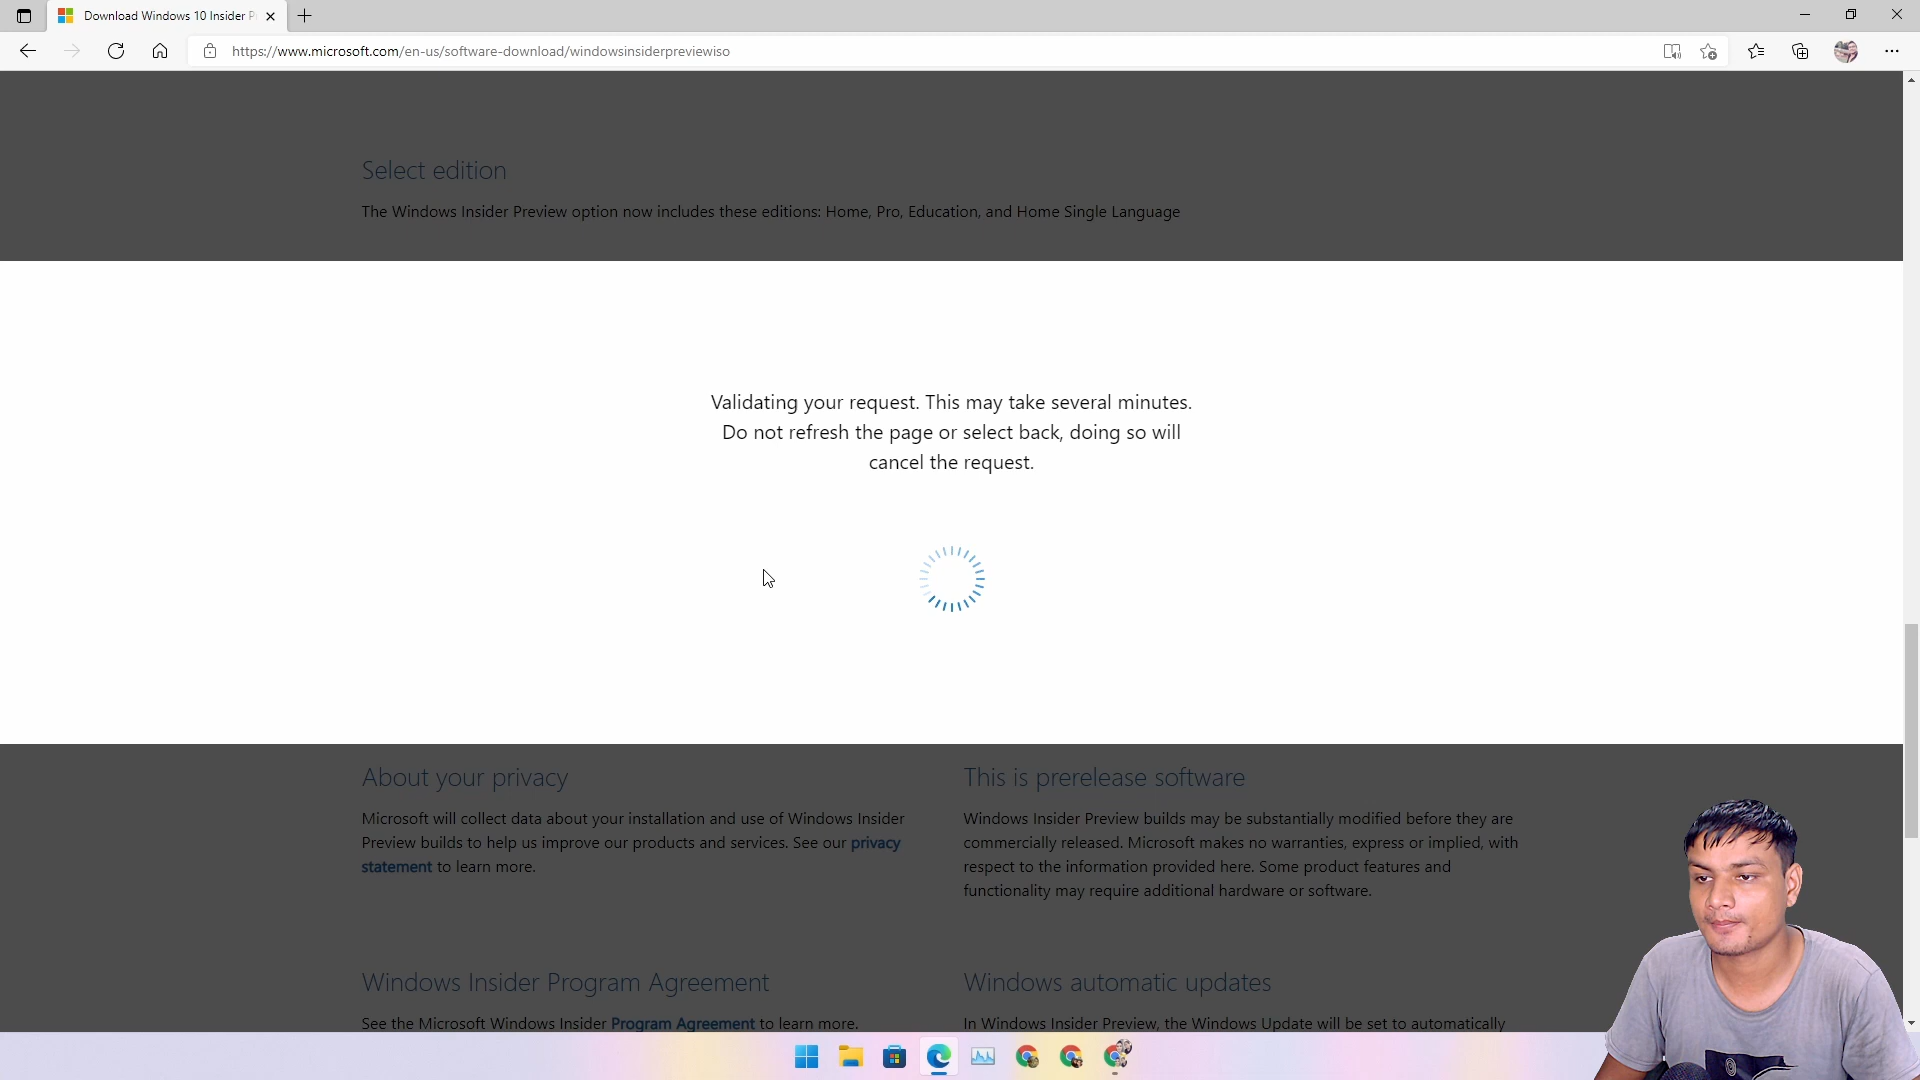 Download Windows 10 Insider P
https://www.microsoft.com/en-us/software-download/windowsinsiderpreviewiso
Select edition
The Windows Insider Preview option now includes these editions: Home, Pro, Education, and Home Single Language
Validating your request. This may take several minutes.
Do not refresh the page or select back, doing so will
cancel the request.
About your privacy
Microsoft will collect data about your installation and use of Windows Insider
Preview builds to help us improve our products and services. See our privacy
statement to learn more.
This is prerelease software
Windows Insider Preview builds may be substantially modified before they are
commercially released. Microsoft makes no warranties, express or implied, with
respect to the information provided here. Some product features and
functionality may require additional hardware or software.
Windows Insider Program Agreement
See the Microsoft Windows Insider Program Agreement to learn more.
Windows automatic updates
In Windows Insider Preview, the Windows Update will be set to automatically